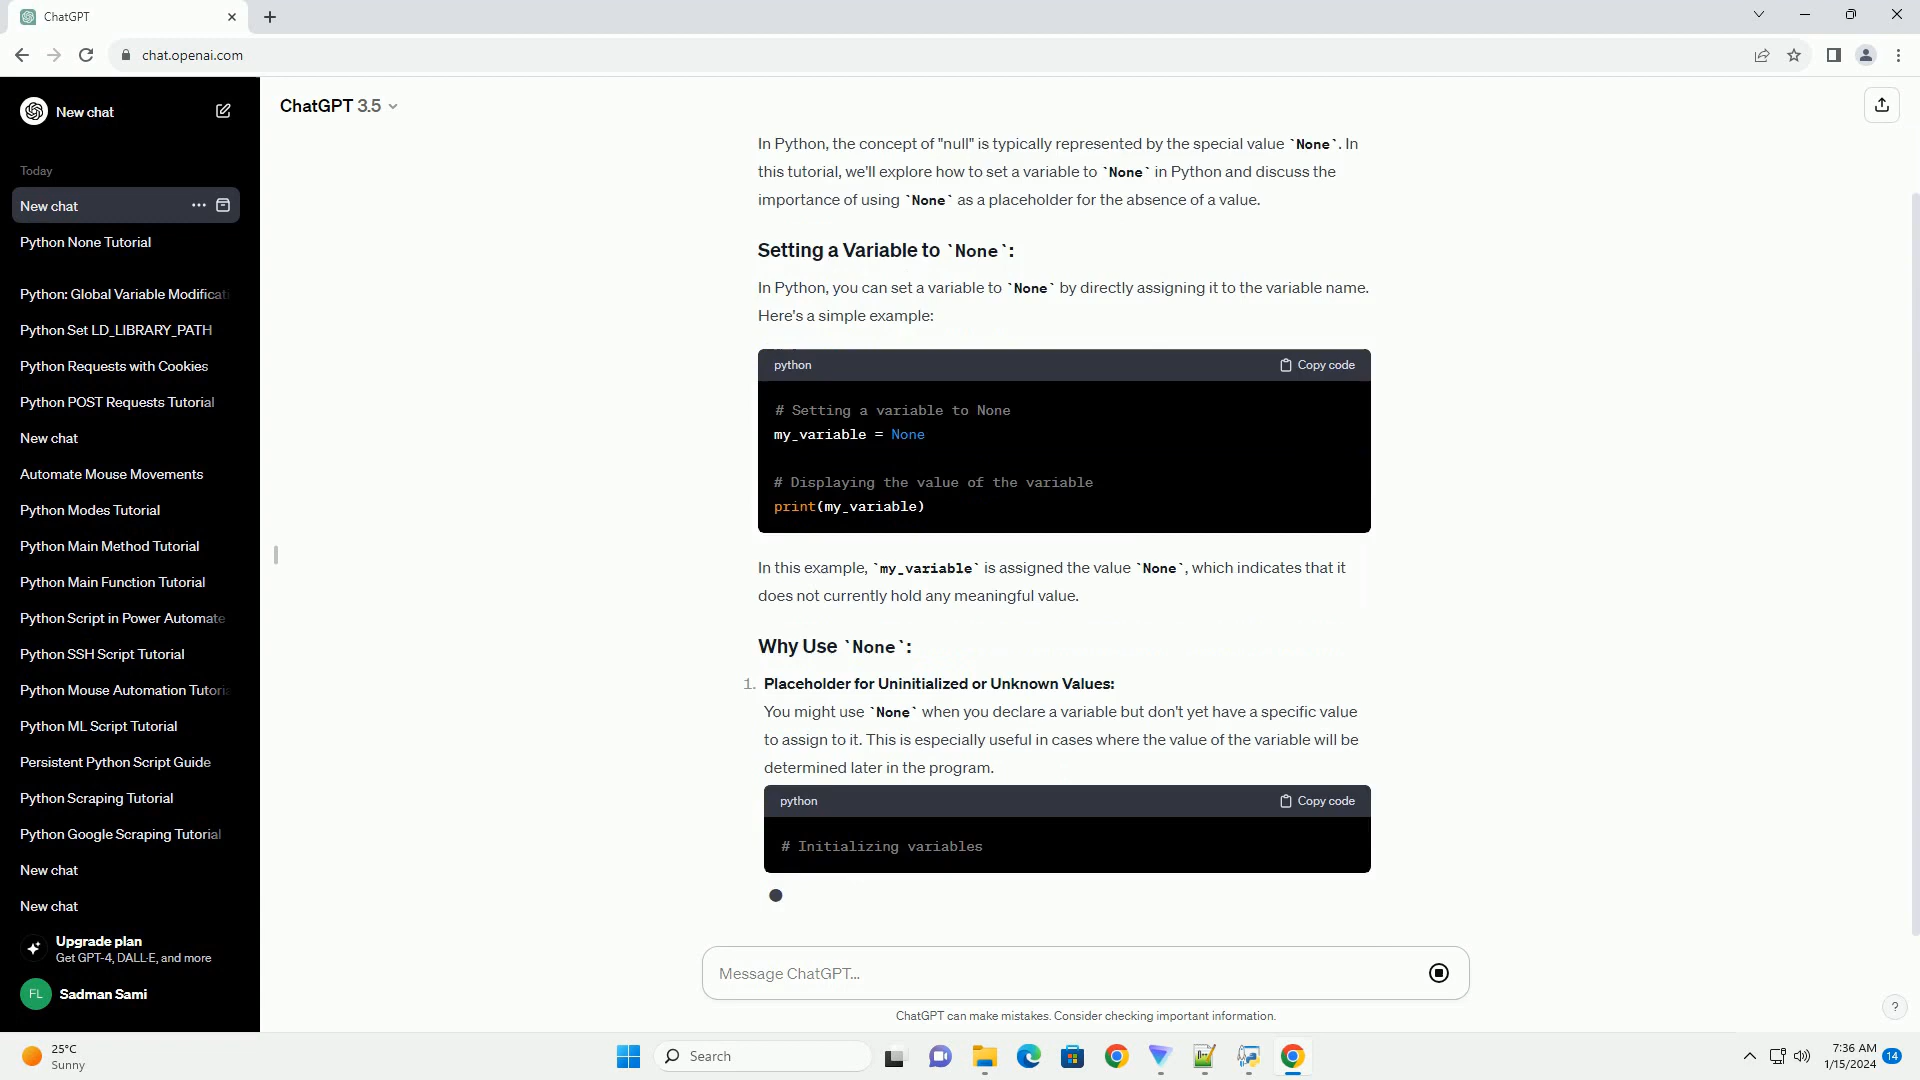 ChatGPT
chat.openai.com
New chat
Today
New chat
Python None Tutorial
Python: Global Variable Modificati
Python Set LD_LIBRARY_PATH
Python Requests with Cookies
Python POST Requests Tutorial
New chat
Automate Mouse Movements
Python Modes Tutorial
Python Main Method Tutorial
Python Main Function Tutorial
Python Script in Power Automate
Python SSH Script Tutorial
Python Mouse Automation Tutoria
Python ML Script Tutorial
Persistent Python Script Guide
Python Scraping Tutorial
Python Google Scraping Tutorial
New chat
New chat
Upgrade plan
Get GPT-4, DALL·E, and more
FL Sadman Sami
ChatGPT 3.5
In Python, the concept of "null" is typically represented by the special value `None`. In
this tutorial, we'll explore how to set a variable to `None` in Python and discuss the
importance of using `None` as a placeholder for the absence of a value.
Setting a Variable to `None`:
In Python, you can set a variable to `None` by directly assigning it to the variable name.
Here's a simple example:
python Copy code
# Setting a variable to None
my_variable = None
# Displaying the value of the variable
print(my_variable)
In this example, `my_variable` is assigned the value `None`, which indicates that it
does not currently hold any meaningful value.
Why Use `None`:
1. Placeholder for Uninitialized or Unknown Values:
You might use `None` when you declare a variable but don't yet have a specific value
to assign to it. This is especially useful in cases where the value of the variable will be
determined later in the program.
python Copy code
# Initializing variables
Message ChatGPT...
ChatGPT can make mistakes. Consider checking important information.
?
25°C
Sunny
Search
7:36 AM
1/15/2024
14